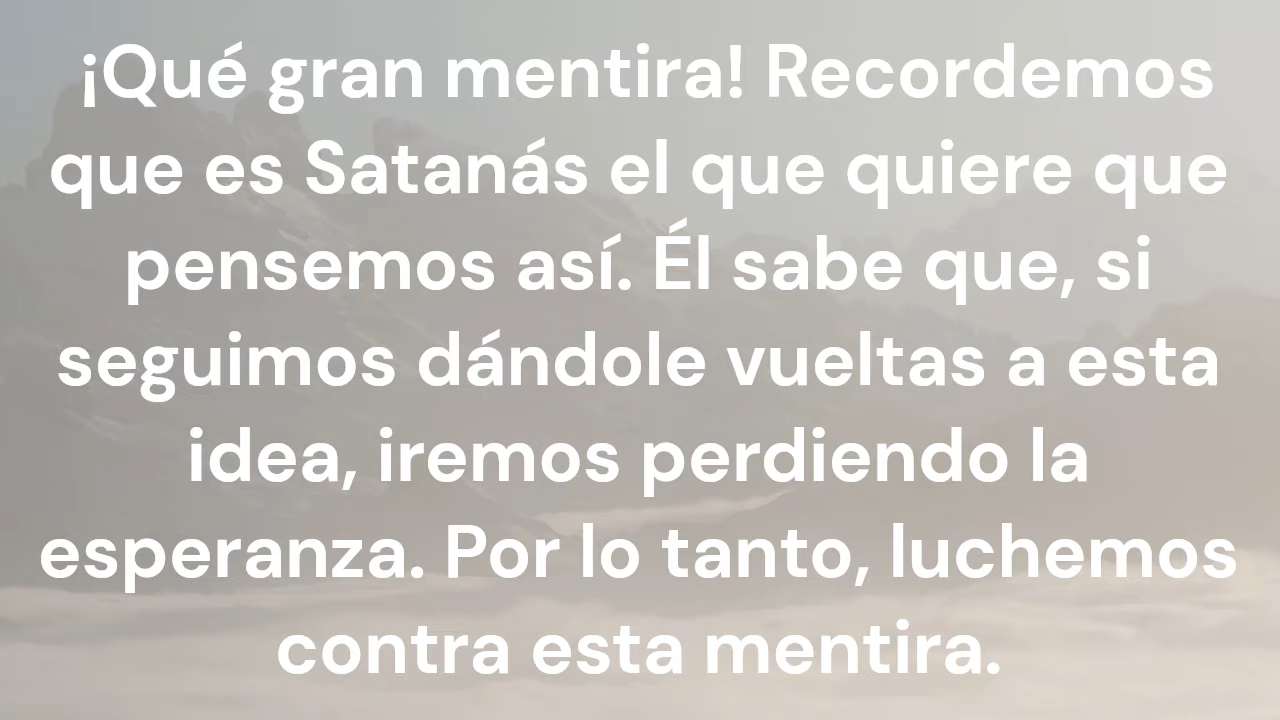 ¡Qué gran mentira! Recordemos
que es Satanás el que quiere que
pensemos así. Él sabe que, si
seguimos dándole vueltas a esta
idea, iremos perdiendo la
esperanza. Por lo tanto, luchemos
contra esta mentira.